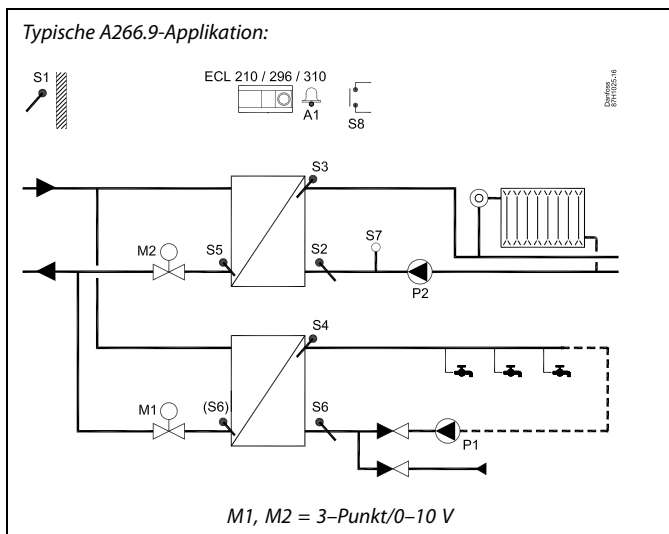 Typische A266.9-Applikation:
S1
ECL 210 / 296 / 310
A1
S8
Danfoss
87H1025.16
S3
M2
S5
S2
S7
P2
S4
M1
(S6)
S6
P1
M1, M2 = 3–Punkt/0–10 V